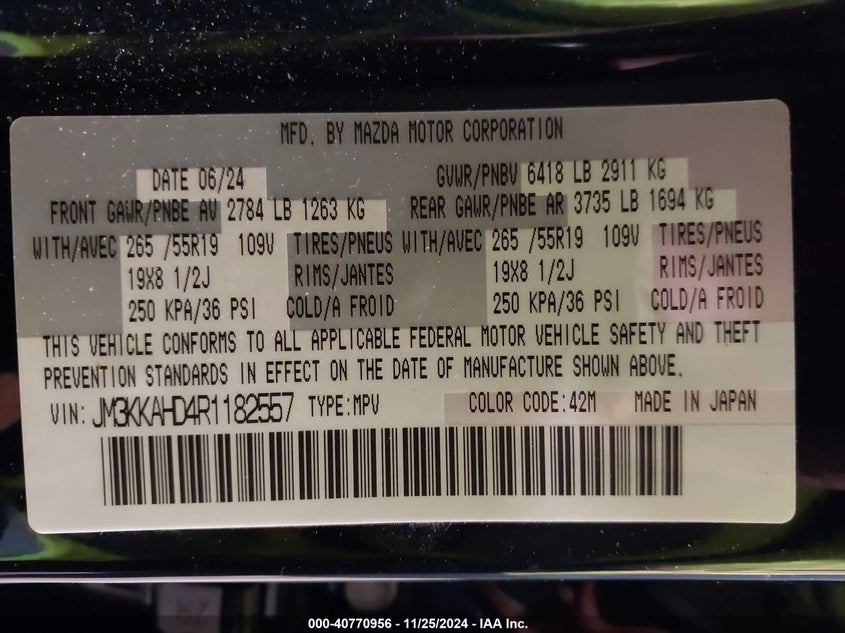 MFD. BY MAZDA MOTOR CORPORATION
DATE 06/24 GVWR/PNBV 6418 LB 2911 KG
FRONT GAWR/PNBE AV 2784 LB 1263 KG REAR GAWR/PNBE AR 3735 LB 1694 KG
WITH/AVEC 265 /55R19 109V TIRES/PNEUS WITH/AVEC 265 /55R19 109V TIRES/PNEUS
19X8 1/2J RIMS/JANTES 19X8 1/2J RIMS/JANTES
250 KPA/36 PSI COLD/A FROID 250 KPA/36 PSI COLD/A FROID
THIS VEHICLE CONFORMS TO ALL APPLICABLE FEDERAL MOTOR VEHICLE SAFETY AND THEFT
PREVENTION STANDARDS IN EFFECT ON THE DATE OF MANUFACTURE SHOWN ABOVE.
VIN: JM3KKAHD4R1182557 TYPE:MPV COLOR CODE:42M MADE IN JAPAN
000-40770956 - 11/25/2024 - IAA Inc.